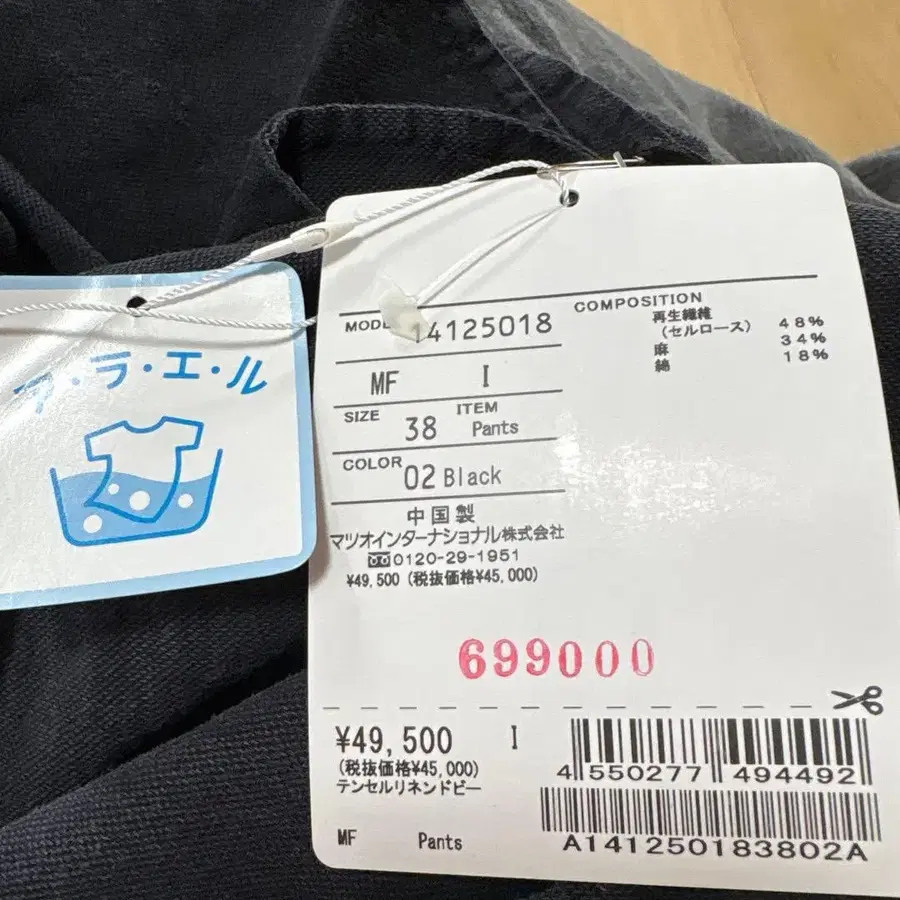 ア・ラ・エ・ル
MODEL 14125018
MF I
SIZE 38 ITEM Pants
COLOR 02 Black
中国製
マツオインターナショナル株式会社
0120-29-1951
¥49,500 (税抜価格¥45,000)
COMPOSITION
再生繊維
(セルロース) 48%
麻 34%
綿 18%
699000
¥49,500 I
(税抜価格¥45,000)
テンセルリネンドビー
MF Pants
4 550277 494492
A141250183802A